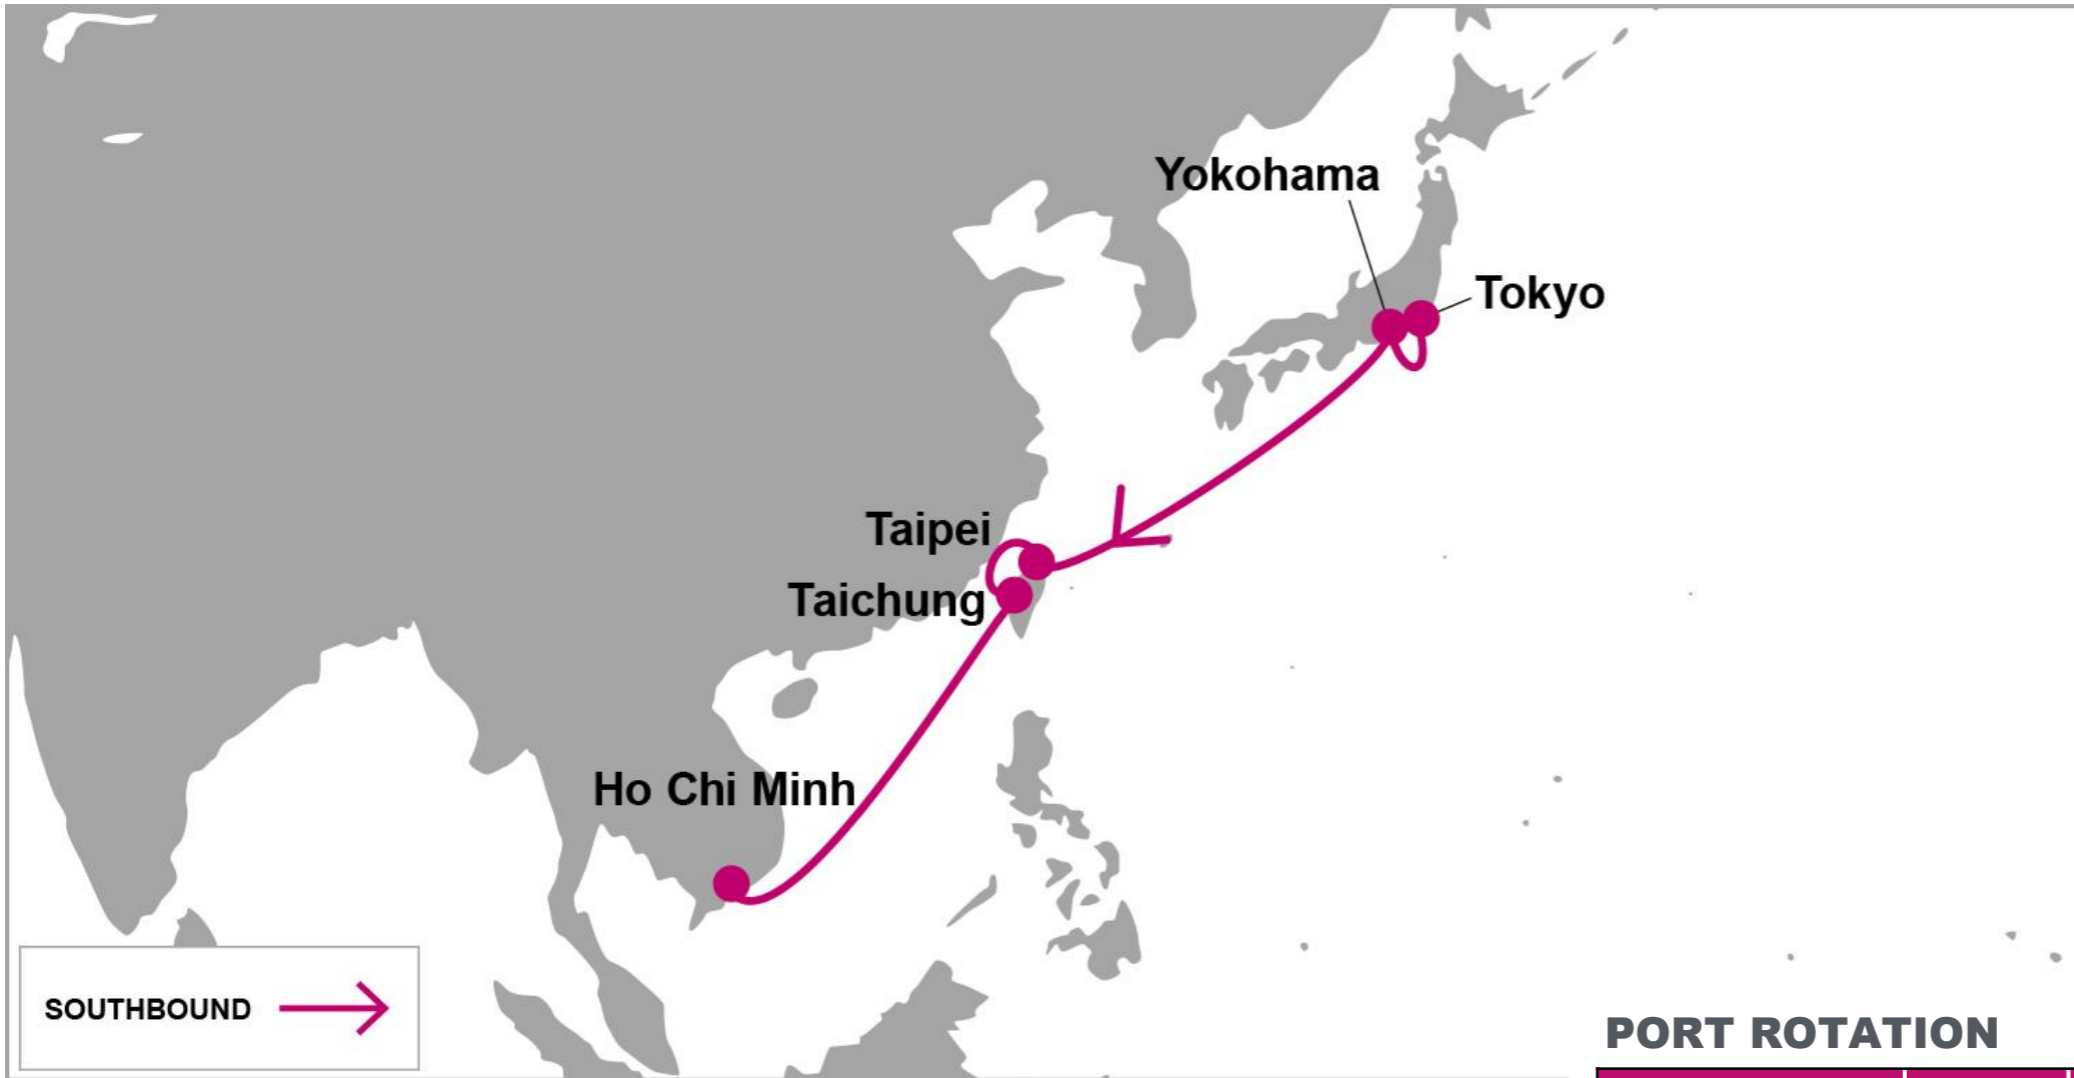 Yokohama
Tokyo
Taipei
Taichung
Ho Chi Minh
SOUTHBOUND
PORT ROTATION